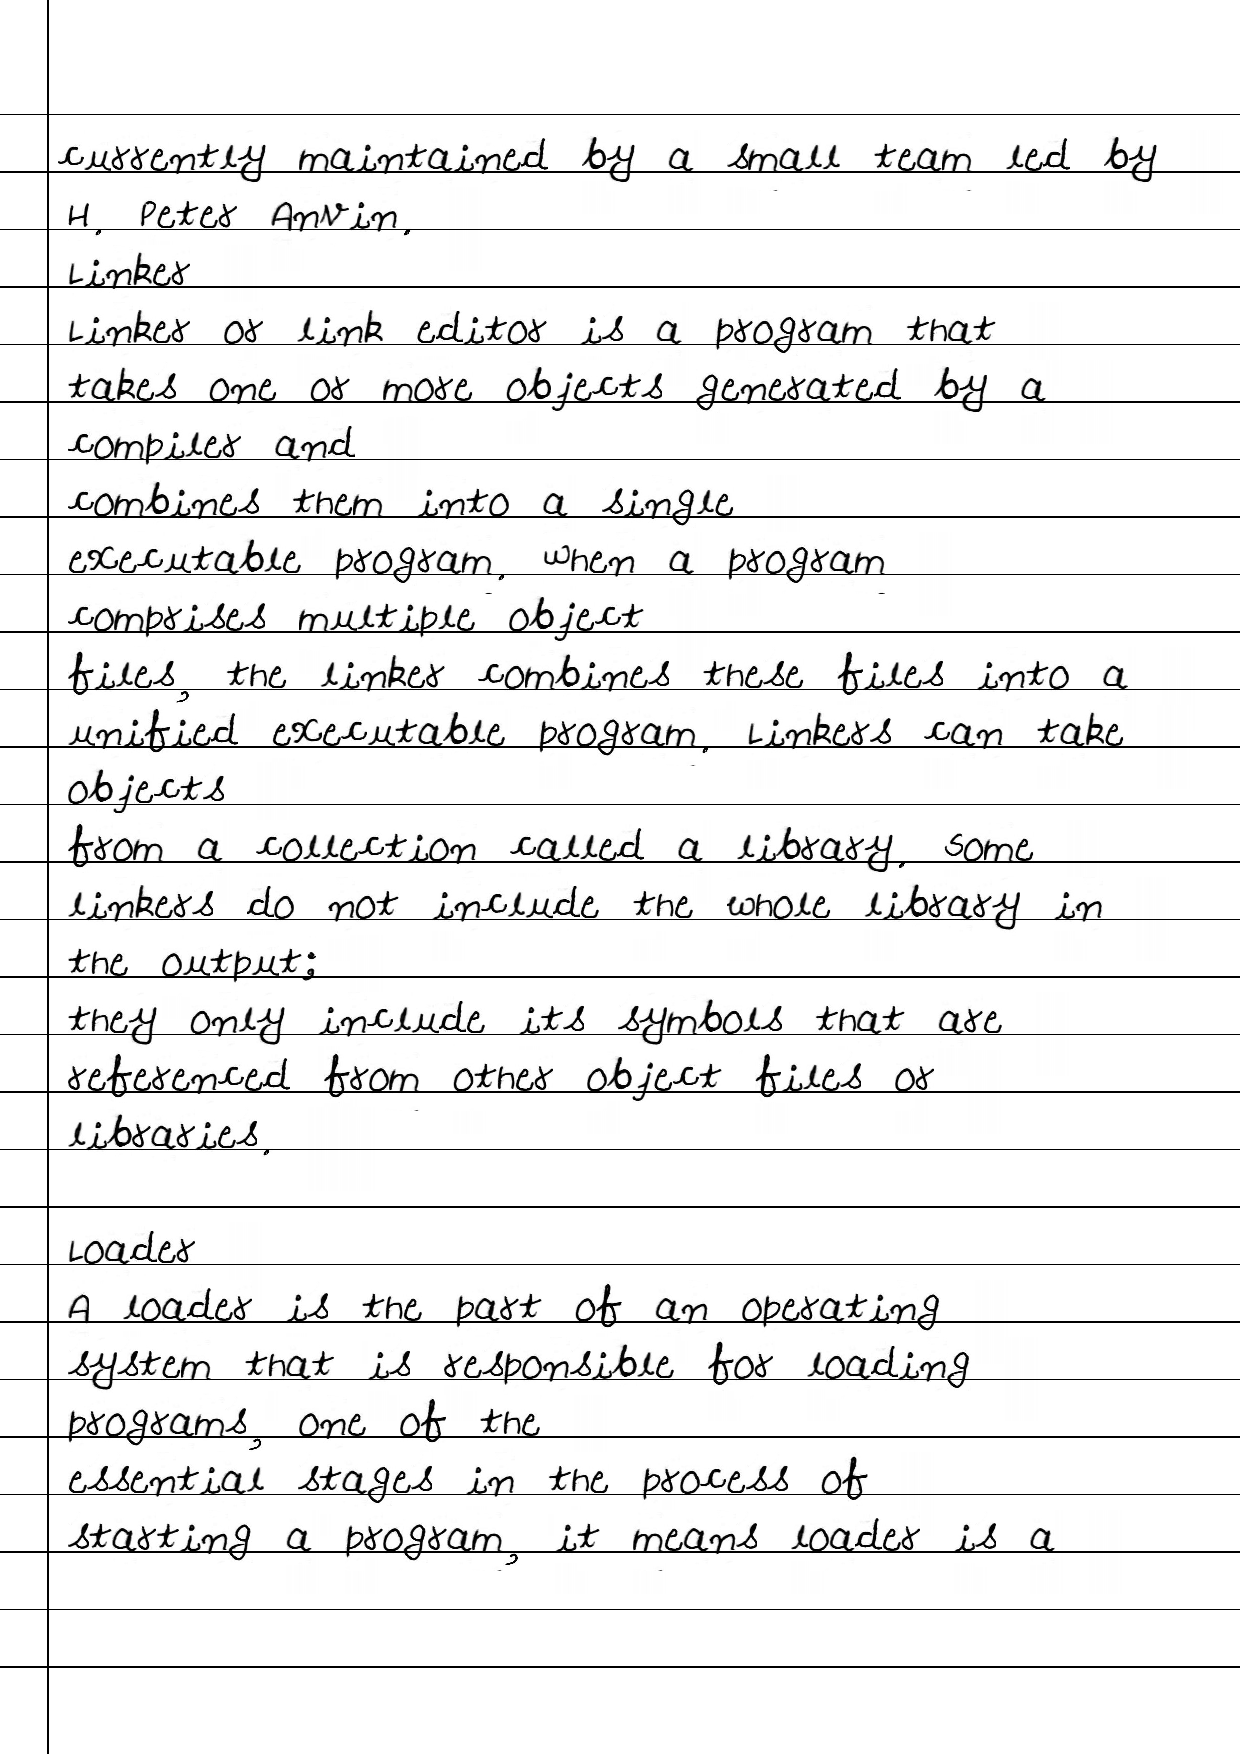 currently maintained by a small team led by
H. Peter Anvin.
Linker
Linker or link editor is a program that
takes one or more objects generated by a
compiler and
combines them into a single
executable program. when a program
comprises multiple object
files, the linker combines these files into a
unified executable program. Linkers can take
objects
from a collection called a library. Some
linkers do not include the whole library in
the output;
they only include its symbols that are
referenced from other object files or
libraries.
Loader
A loader is the part of an operating
system that is responsible for loading
programs, one of the
essential stages in the process of
starting a program, it means loader is a